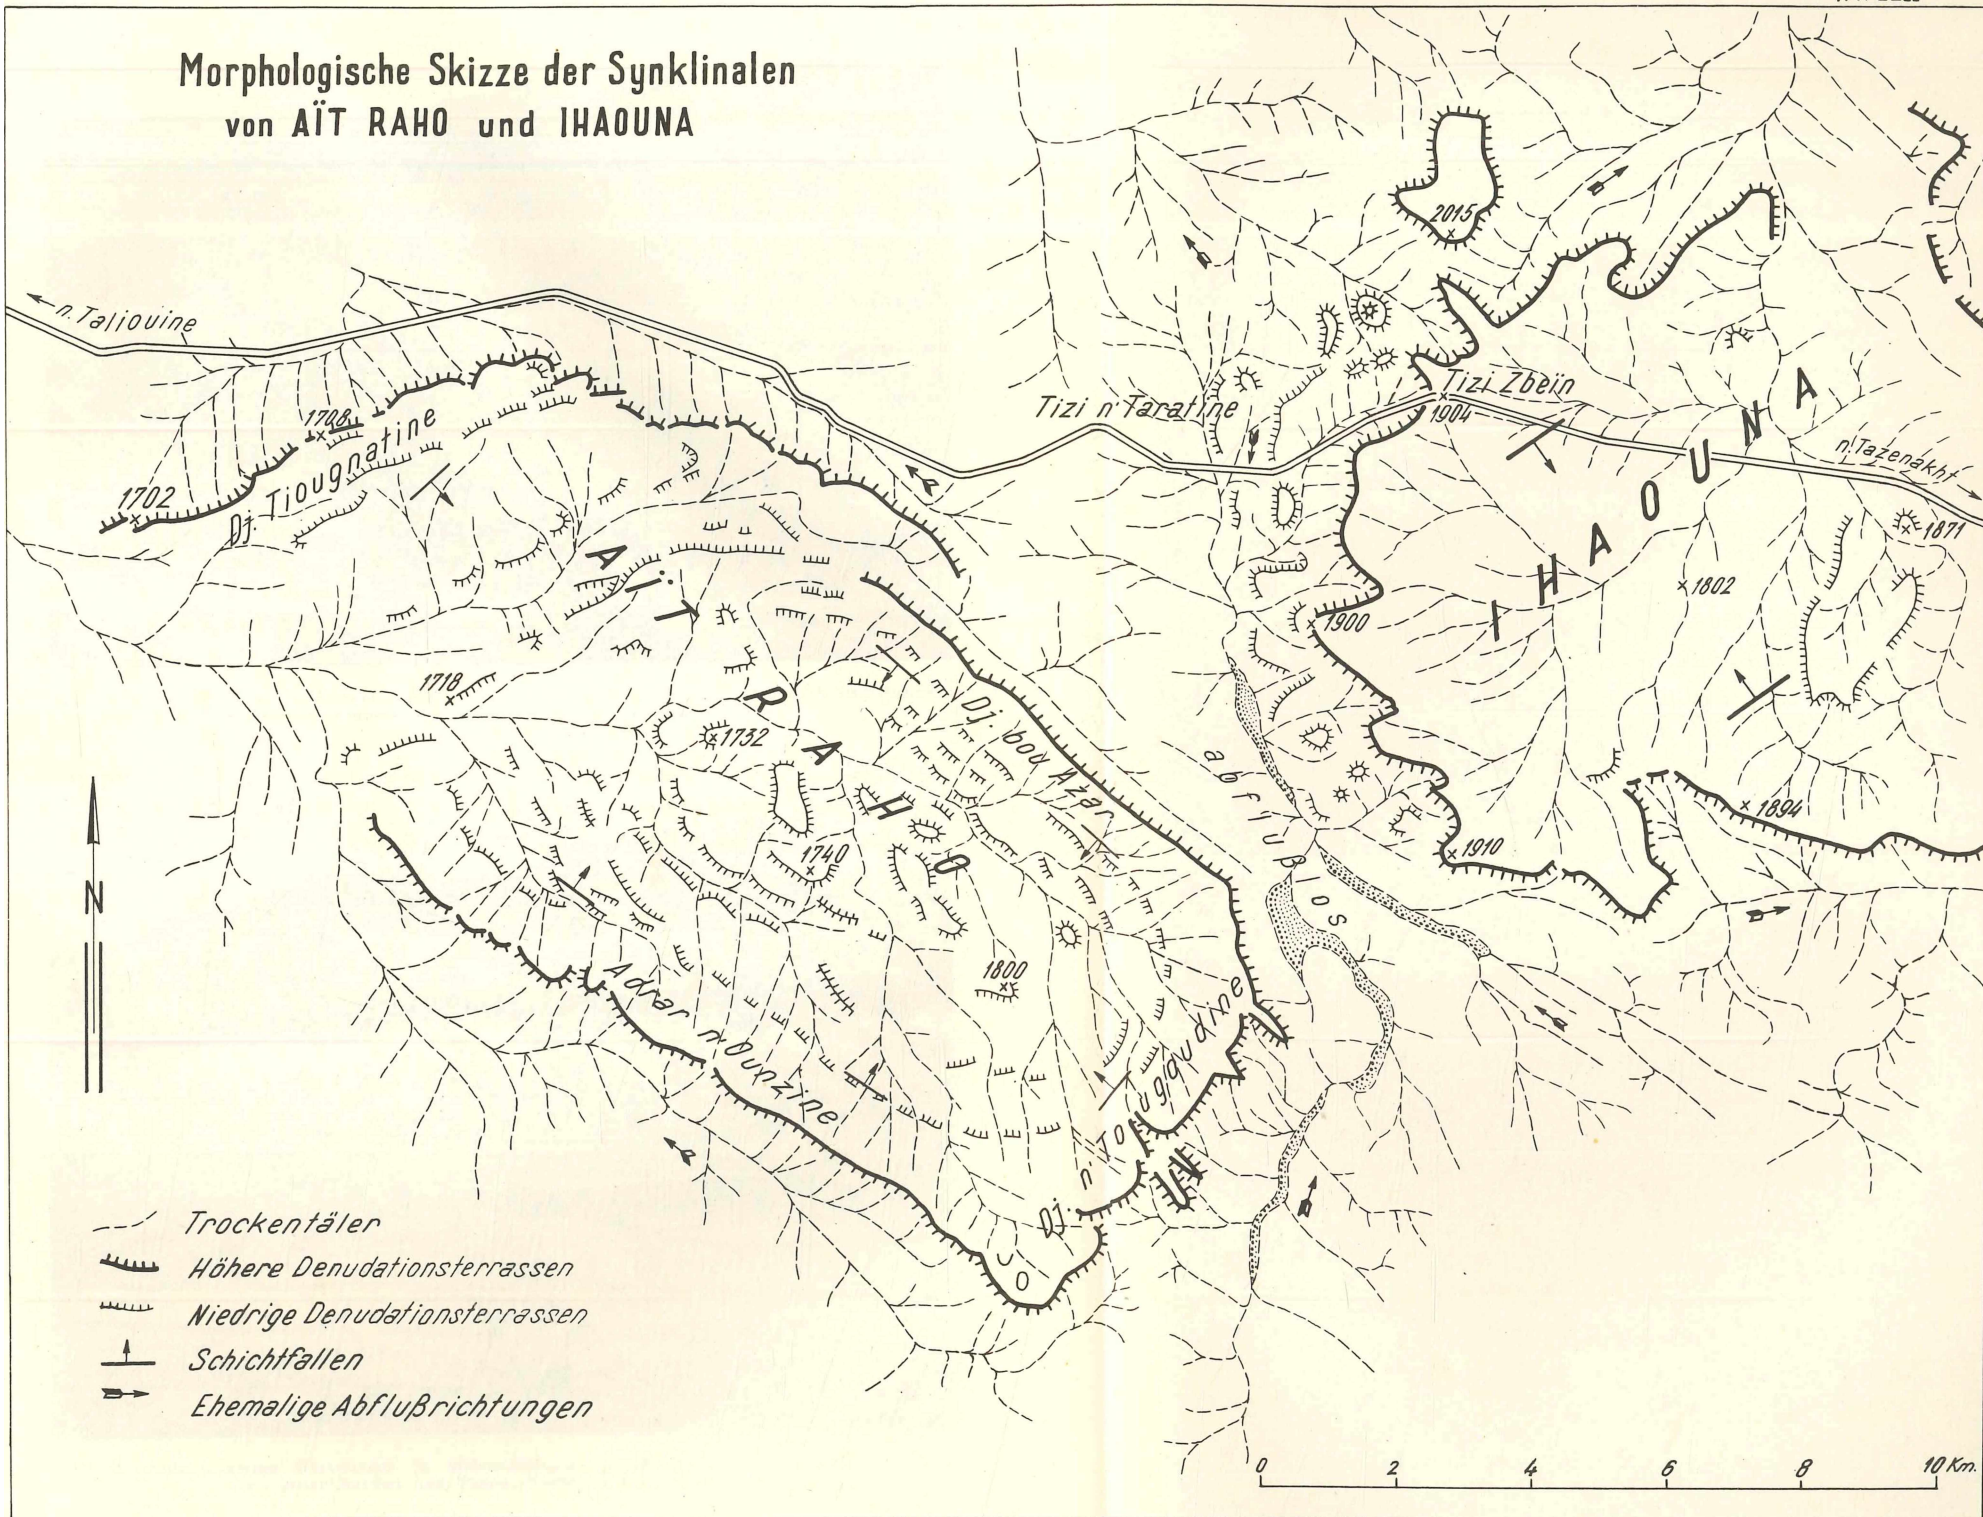 Morphologische Skizze der Synklinalen
von AÏT RAHO und IHAOUNA
2015
n. Taliouine
Tizi Zbeïn
1904
Tizi n' Taratine
n. Tazenakht
1708
1702
Dj. Tiougnatine
1871
1802
1900
AÏT RAHO
IHAOUNA
1718
1732
Dj. bou Azar
abflußlos
1894
1910
1740
1800
Adrar n' Ounzine
Dj. n' Touggudine
N
Trockentäler
Höhere Denudationsterrassen
Niedrige Denudationsterrassen
Schichtfallen
Ehemalige Abflußrichtungen
0 2 4 6 8 10 Km.